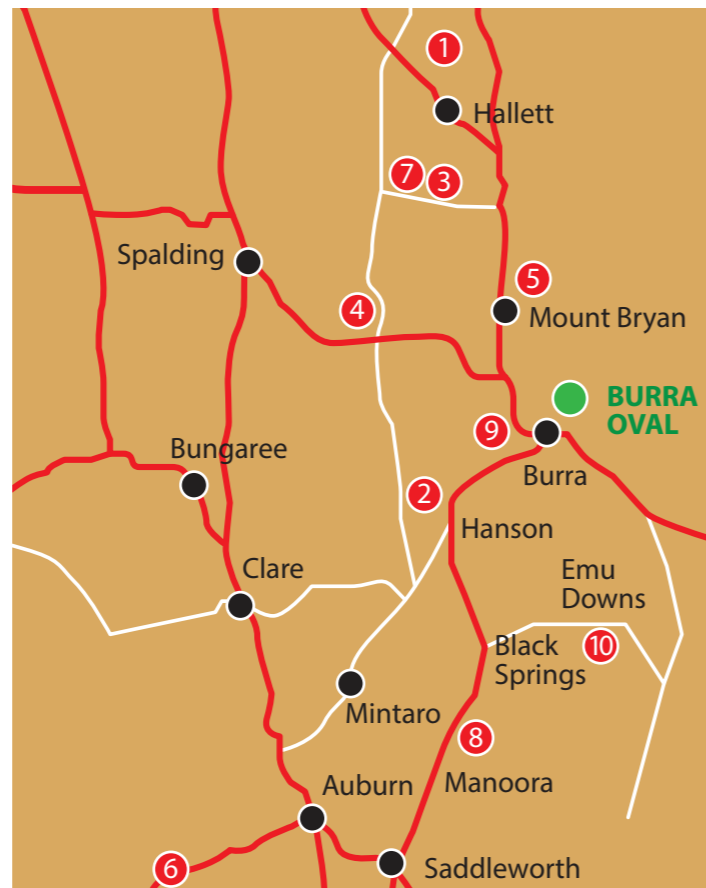 1
Hallett
7
3
Spalding
5
4
Mount Bryan
BURRA
OVAL
9
Bungaree
Burra
2
Hanson
Clare
Emu
Downs
Black
Springs
10
Mintaro
8
Manoora
Auburn
6
Saddleworth